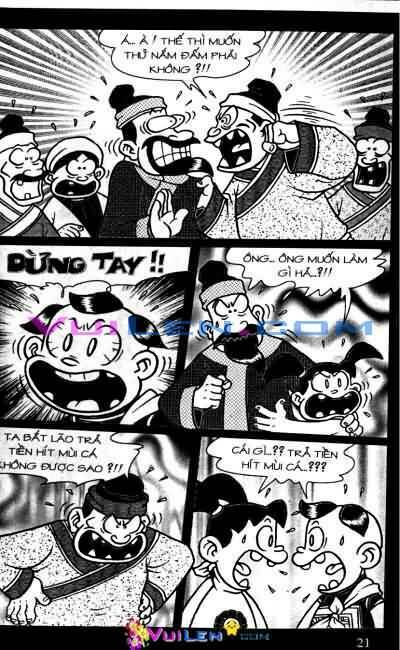 À... À ! THẾ THÌ MUỐN
THỬ NẮM ĐẤM PHẢI
KHÔNG ?!!
DỪNG TAY !!
ÔNG... ÔNG MUỐN LÀM
GÌ HẢ...?!!
VUILEN.COM
TA BẮT LÃO TRẢ
TIỀN HÍT MÙI CÁ
KHÔNG ĐƯỢC SAO ?!!
CÁI GÌ...?? TRẢ TIỀN
HÍT MÙI CÁ...???
21
VUILEN.COM